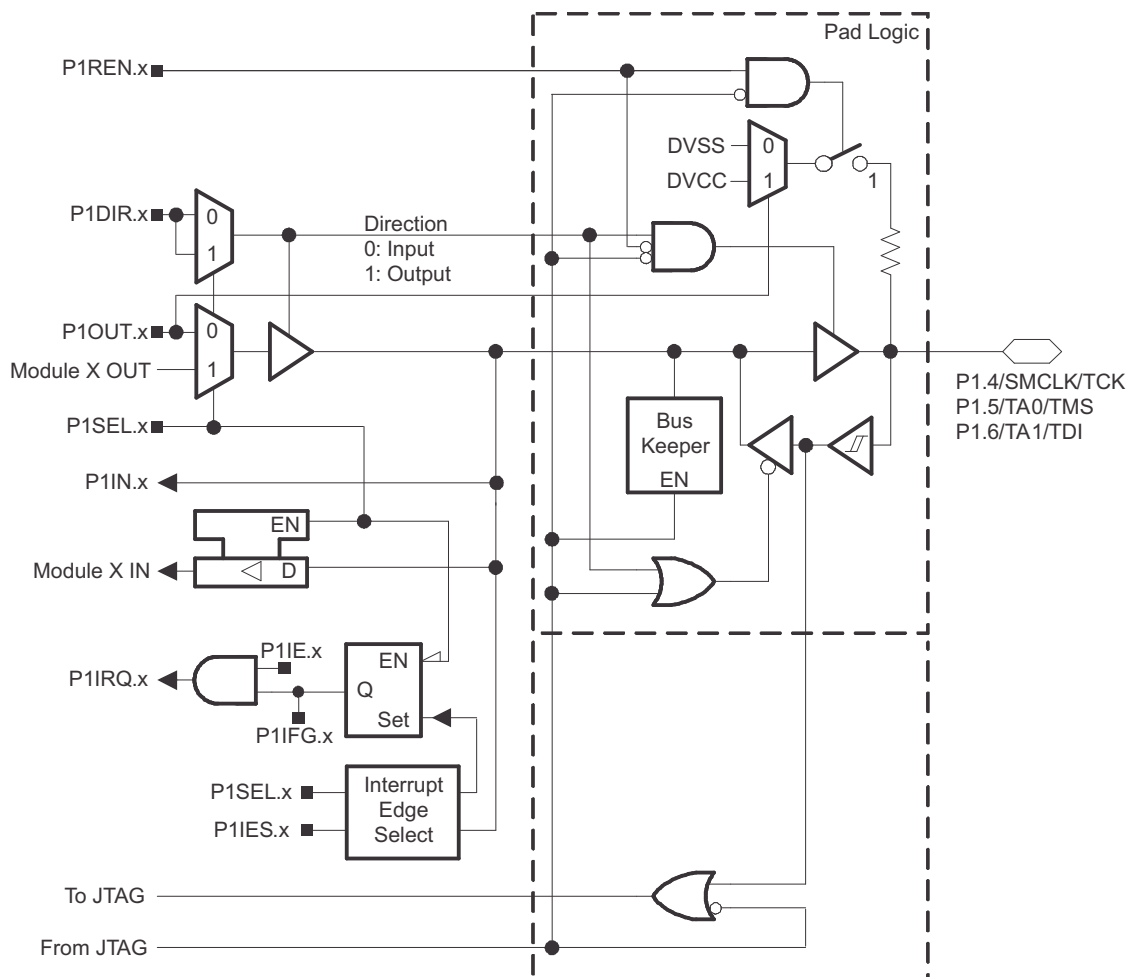 Pad Logic
P1REN.x
DVSS
0
DVCC
1
1
P1DIR.x
0
1
Direction
0: Input
1: Output
P1OUT.x
0
Module X OUT
1
P1.4/SMCLK/TCK
P1.5/TA0/TMS
P1.6/TA1/TDI
P1SEL.x
Bus
Keeper
EN
P1IN.x
EN
Module X IN
D
P1IE.x
EN
P1IRQ.x
Q
Set
P1IFG.x
P1SEL.x
P1IES.x
Interrupt
Edge
Select
To JTAG
From JTAG